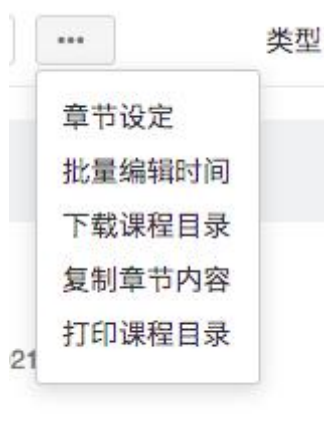 •••
类型
章节设定
批量编辑时间
下载课程目录
复制章节内容
打印课程目录
21